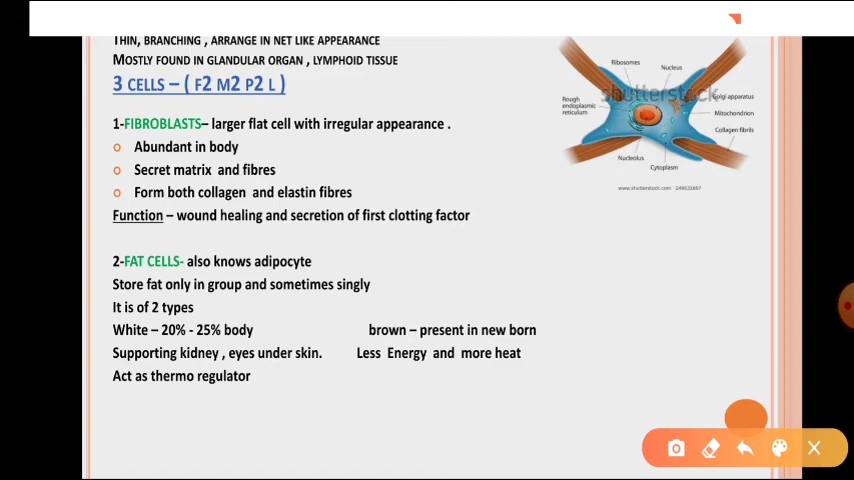 THIN, BRANCHING , ARRANGE IN NET LIKE APPEARANCE
MOSTLY FOUND IN GLANDULAR ORGAN , LYMPHOID TISSUE
3 CELLS – ( F2 M2 P2 L )
1-FIBROBLASTS– larger flat cell with irregular appearance .
o Abundant in body
o Secret matrix and fibres
o Form both collagen and elastin fibres
Function – wound healing and secretion of first clotting factor
2-FAT CELLS- also knows adipocyte
Store fat only in group and sometimes singly
It is of 2 types
White – 20% - 25% body brown – present in new born
Supporting kidney , eyes under skin. Less Energy and more heat
Act as thermo regulator
Ribosomes
Nucleus
shutterstock
Golgi apparatus
Rough
endoplasmic
reticulum
Mitochondrion
Collagen fibrils
Nucleolus
Cytoplasm
www.shutterstock.com · 249531667